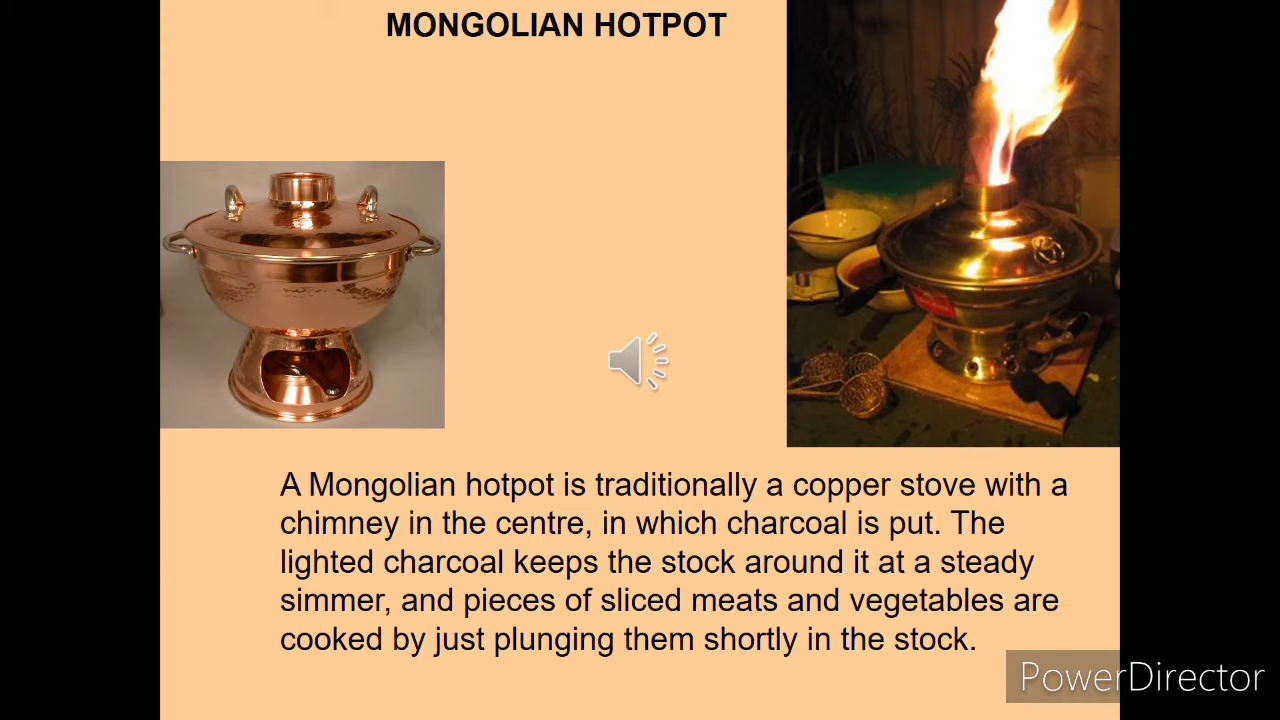 MONGOLIAN HOTPOT
A Mongolian hotpot is traditionally a copper stove with a
chimney in the centre, in which charcoal is put. The
lighted charcoal keeps the stock around it at a steady
simmer, and pieces of sliced meats and vegetables are
cooked by just plunging them shortly in the stock.
PowerDirector